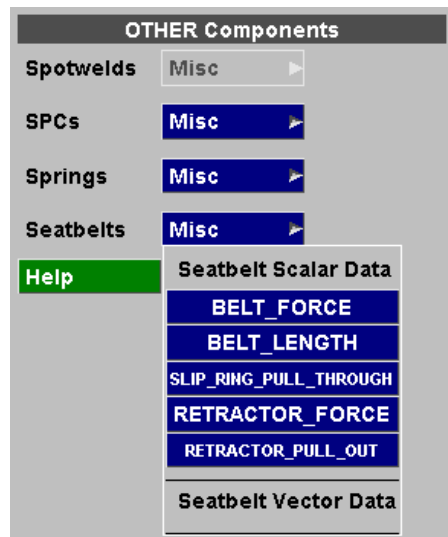 OTHER Components
Spotwelds Misc
SPCs Misc
Springs Misc
Seatbelts Misc
Help
Seatbelt Scalar Data
BELT_FORCE
BELT_LENGTH
SLIP_RING_PULL_THROUGH
RETRACTOR_FORCE
RETRACTOR_PULL_OUT
Seatbelt Vector Data